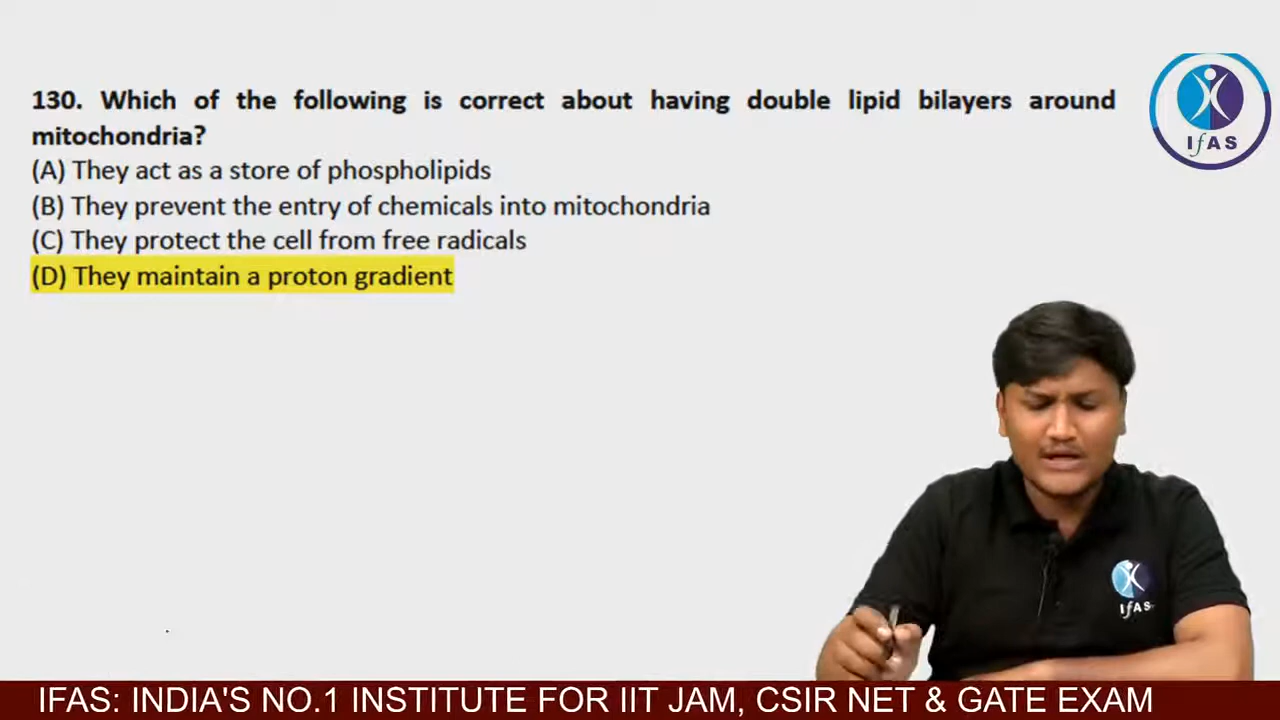 130. Which of the following is correct about having double lipid bilayers around
mitochondria?
(A) They act as a store of phospholipids
(B) They prevent the entry of chemicals into mitochondria
(C) They protect the cell from free radicals
(D) They maintain a proton gradient
IfAS
IfAS
IFAS: INDIA'S NO.1 INSTITUTE FOR IIT JAM, CSIR NET & GATE EXAM